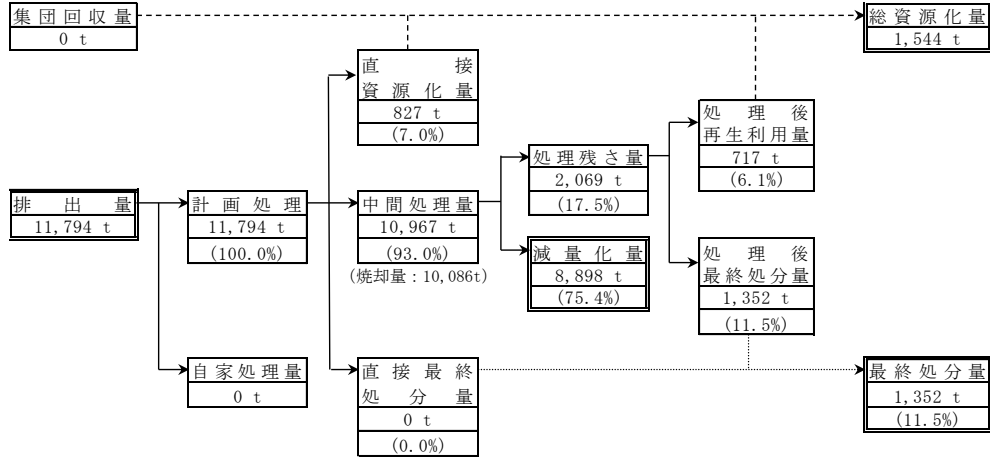 集団回収量
0 t
総資源化量
1,544 t
直接
資源化量
827 t
(7.0%)
処理後
再生利用量
717 t
(6.1%)
処理残さ量
2,069 t
(17.5%)
排出量
11,794 t
計画処理
11,794 t
(100.0%)
中間処理量
10,967 t
(93.0%)
(焼却量：10,086t)
減量化量
8,898 t
(75.4%)
処理後
最終処分量
1,352 t
(11.5%)
自家処理量
0 t
直接最終
処分量
0 t
(0.0%)
最終処分量
1,352 t
(11.5%)